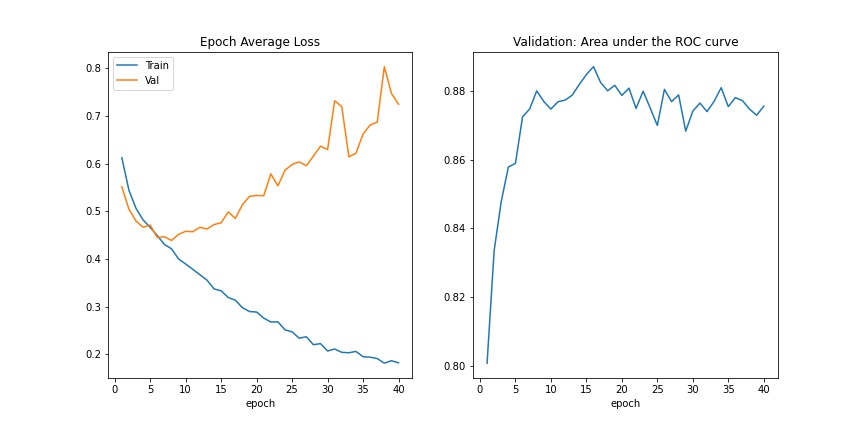 Epoch Average Loss
Train
Val
0.8
0.7
0.6
0.5
0.4
0.3
0.2
0 5 10 15 20 25 30 35 40
epoch
Validation: Area under the ROC curve
0.88
0.86
0.84
0.82
0.80
0 5 10 15 20 25 30 35 40
epoch